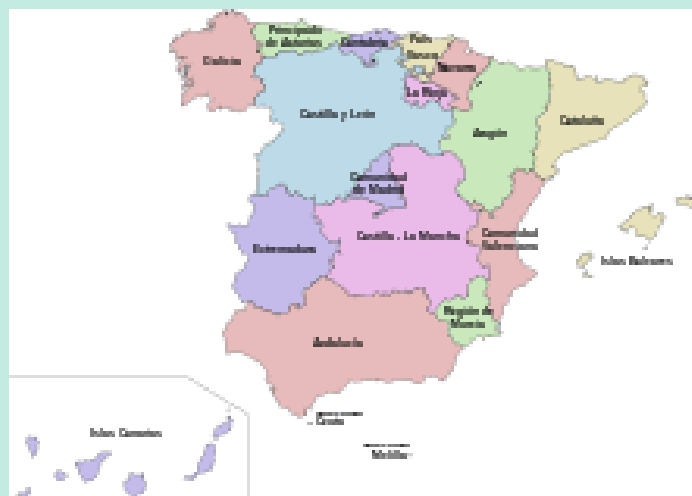 Principado
de Asturias
Cantabria
País
Vasco
Galicia
Navarra
La Rioja
Castilla y León
Aragón
Cataluña
Comunidad
de Madrid
Castilla - La Mancha
Comunidad
Valenciana
Extremadura
Islas Baleares
Región de
Murcia
Andalucía
Ceuta
Islas Canarias
Melilla